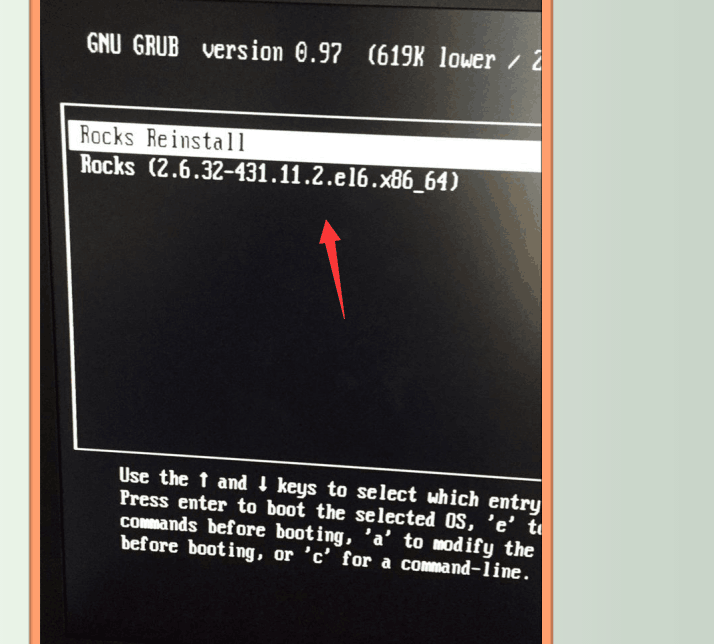 GNU GRUB version 0.97 (619K lower / 2
Rocks Reinstall
Rocks (2.6.32-431.11.2.el6.x86_64)
Use the ↑ and ↓ keys to select which entry
Press enter to boot the selected OS, 'e' to
commands before booting, 'a' to modify the
before booting, or 'c' for a command-line.